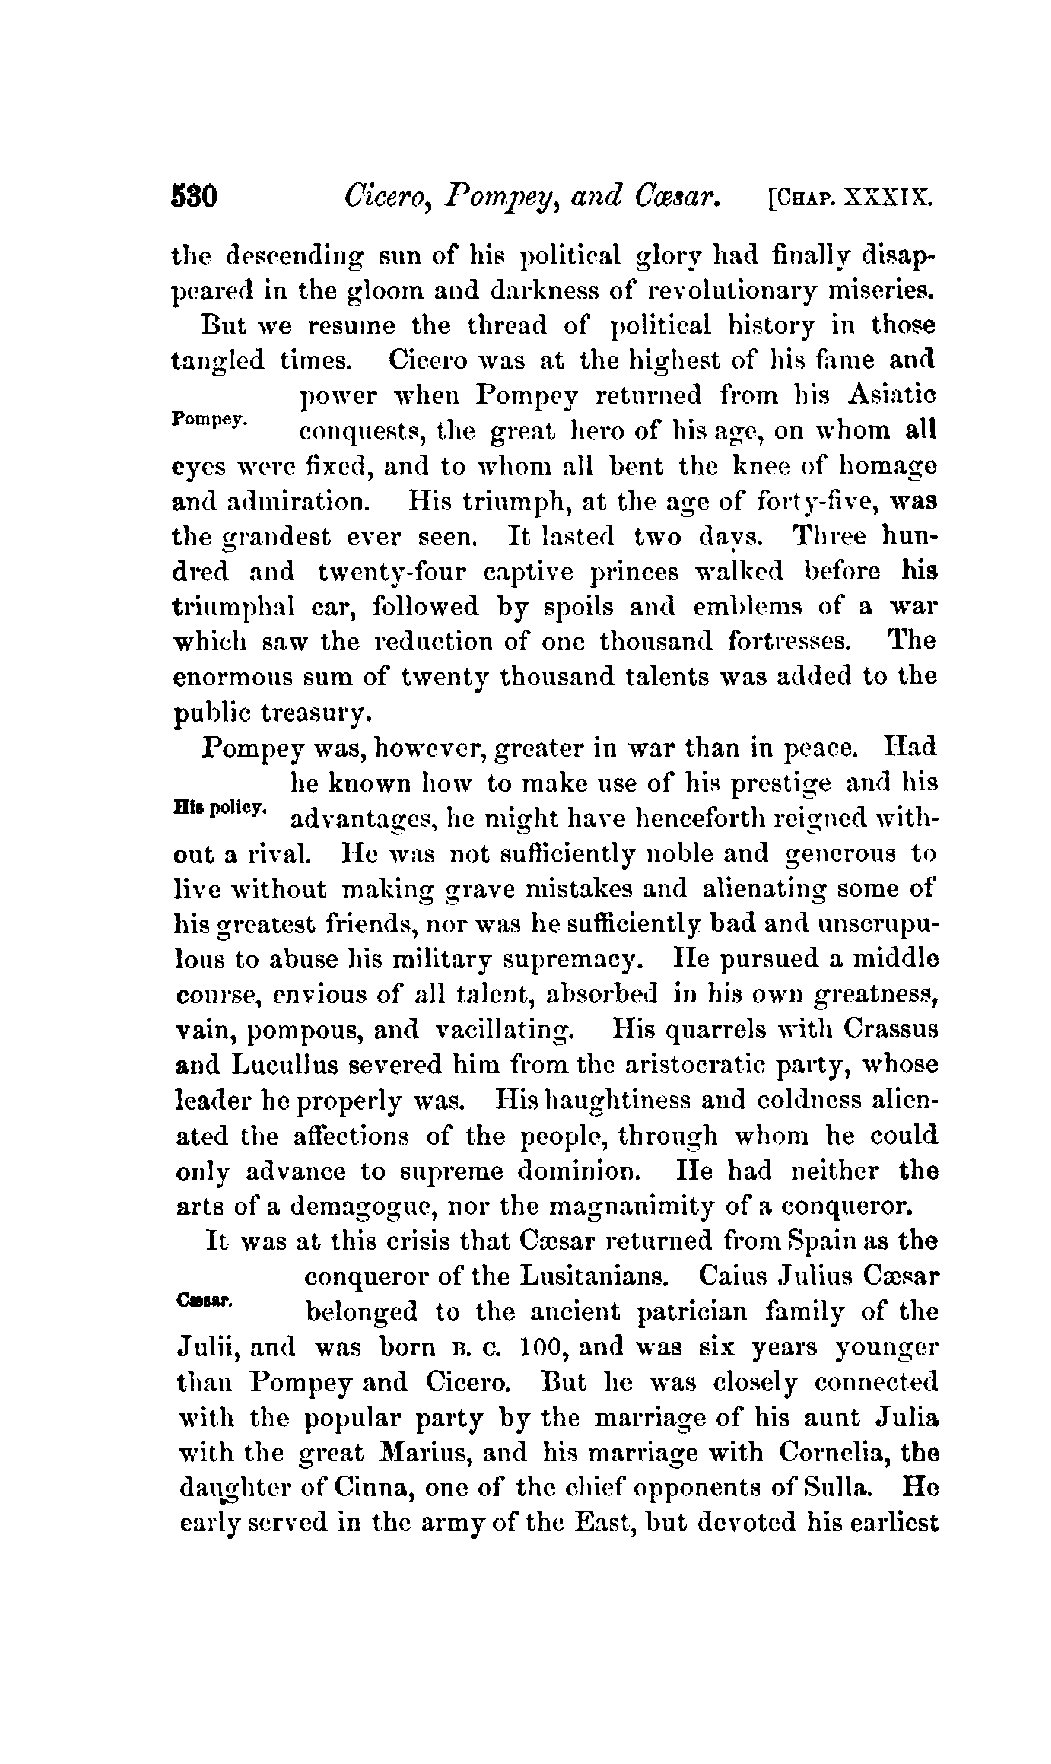 530 Cicero, Pompey, and Cæsar. [CHAP. XXXIX.
the descending sun of his political glory had finally disap-
peared in the gloom and darkness of revolutionary miseries.
But we resume the thread of political history in those
tangled times. Cicero was at the highest of his fame and
power when Pompey returned from his Asiatic
Pompey.
conquests, the great hero of his age, on whom all
eyes were fixed, and to whom all bent the knee of homage
and admiration. His triumph, at the age of forty-five, was
the grandest ever seen. It lasted two days. Three hun-
dred and twenty-four captive princes walked before his
triumphal car, followed by spoils and emblems of a war
which saw the reduction of one thousand fortresses. The
enormous sum of twenty thousand talents was added to the
public treasury.
Pompey was, however, greater in war than in peace. Had
he known how to make use of his prestige and his
His policy.
advantages, he might have henceforth reigned with-
out a rival. He was not sufficiently noble and generous to
live without making grave mistakes and alienating some of
his greatest friends, nor was he sufficiently bad and unscrupu-
lous to abuse his military supremacy. He pursued a middle
course, envious of all talent, absorbed in his own greatness,
vain, pompous, and vacillating. His quarrels with Crassus
and Lucullus severed him from the aristocratic party, whose
leader he properly was. His haughtiness and coldness alien-
ated the affections of the people, through whom he could
only advance to supreme dominion. He had neither the
arts of a demagogue, nor the magnanimity of a conqueror.
It was at this crisis that Cæsar returned from Spain as the
conqueror of the Lusitanians. Caius Julius Cæsar
Cæsar.
belonged to the ancient patrician family of the
Julii, and was born B. C. 100, and was six years younger
than Pompey and Cicero. But he was closely connected
with the popular party by the marriage of his aunt Julia
with the great Marius, and his marriage with Cornelia, the
daughter of Cinna, one of the chief opponents of Sulla. He
early served in the army of the East, but devoted his earliest